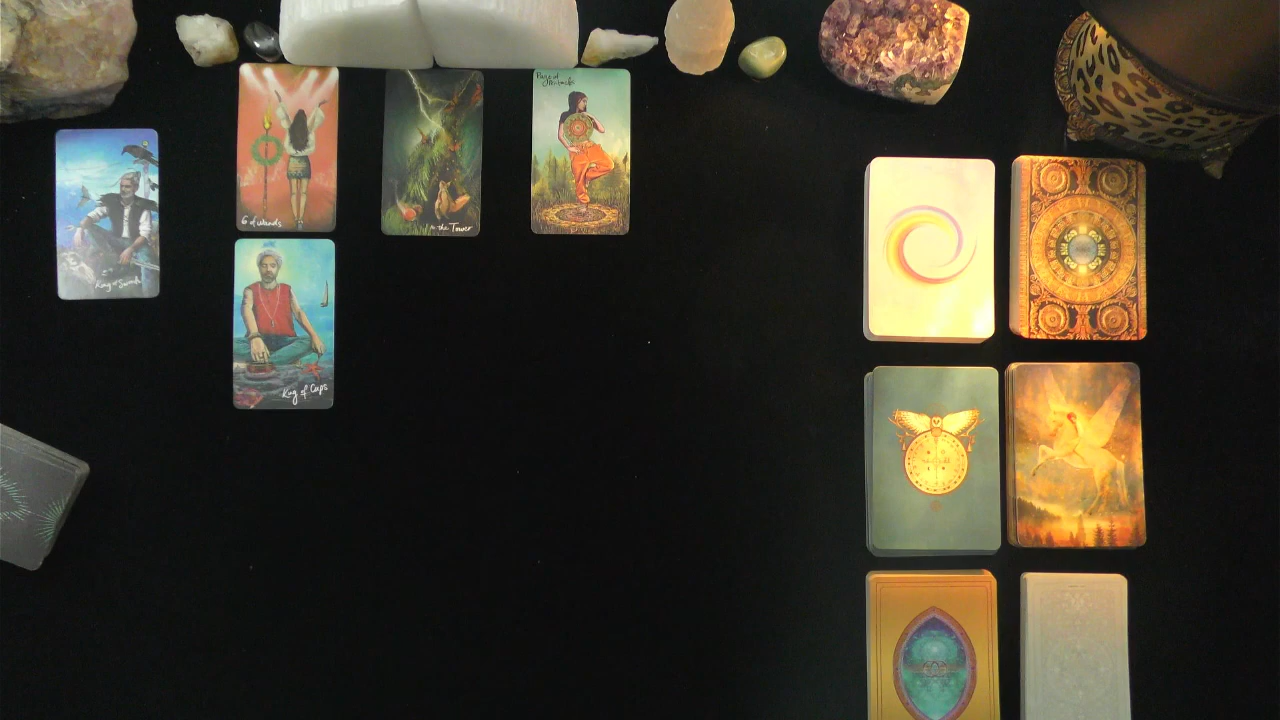 King of Swords
6 of wands
the Tower
Page of
Pentacles
King of Cups